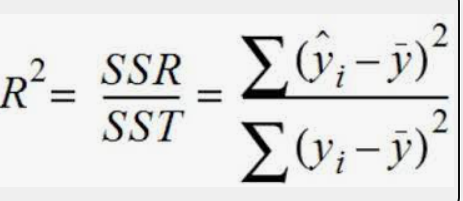 R² = SSR/SST = ∑(ŷᵢ − ȳ)² / ∑(yᵢ − ȳ)²